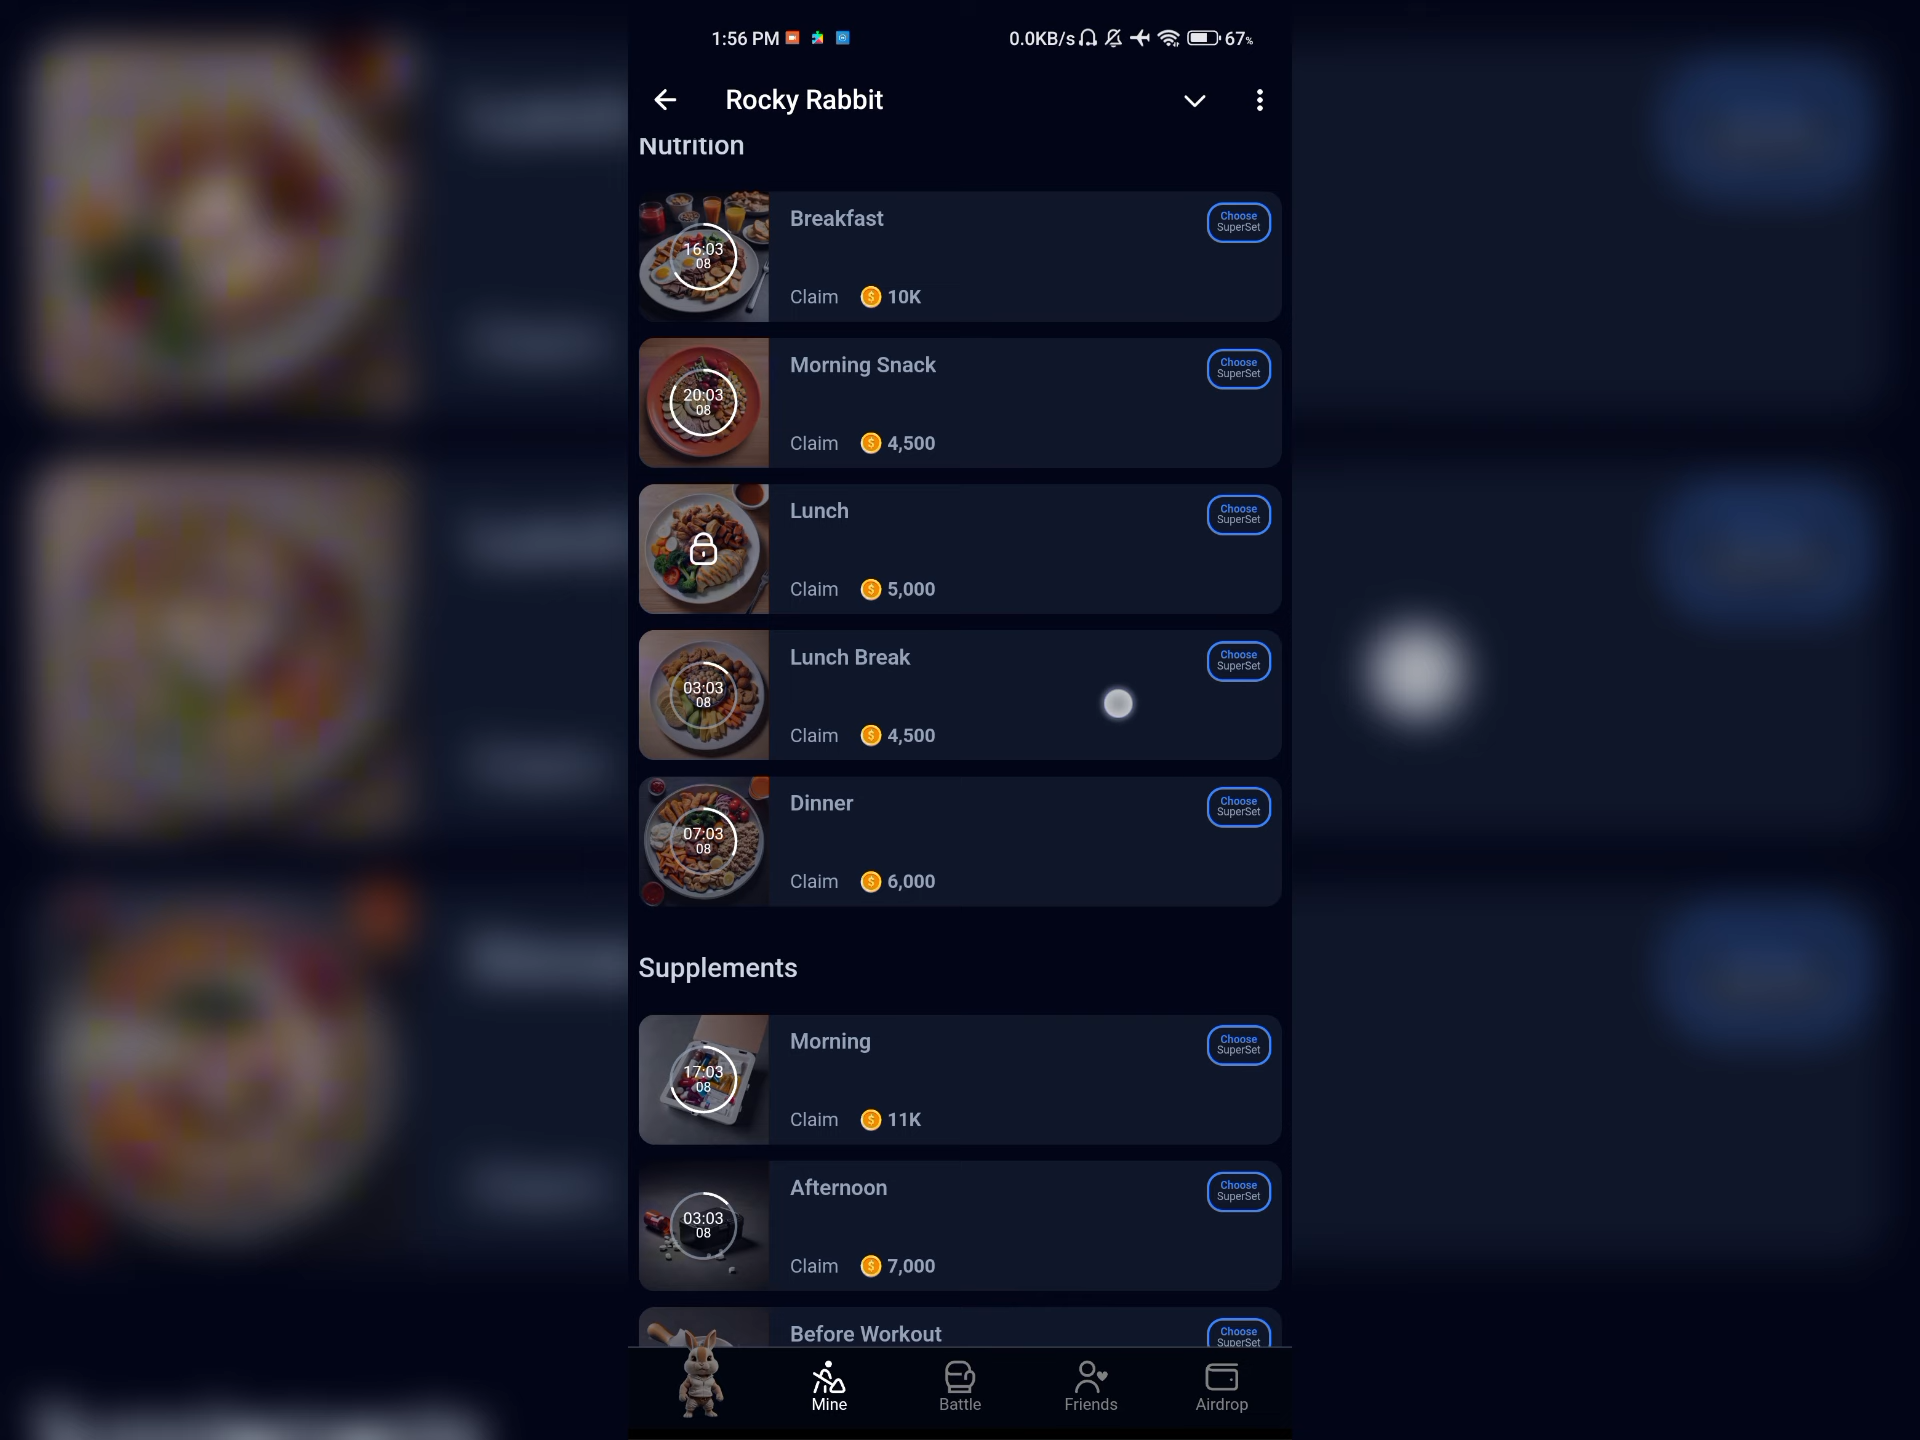 1:56 PM 0.0KB/s 67%
Rocky Rabbit
Nutrition
Breakfast
Choose
SuperSet
16:03
08
Claim 10K
Morning Snack
Choose
SuperSet
20:03
08
Claim 4,500
Lunch
Choose
SuperSet
Claim 5,000
Lunch Break
Choose
SuperSet
03:03
08
Claim 4,500
Dinner
Choose
SuperSet
07:03
08
Claim 6,000
Supplements
Morning
Choose
SuperSet
17:03
08
Claim 11K
Afternoon
Choose
SuperSet
03:03
08
Claim 7,000
Before Workout
Choose
SuperSet
Mine Battle Friends Airdrop